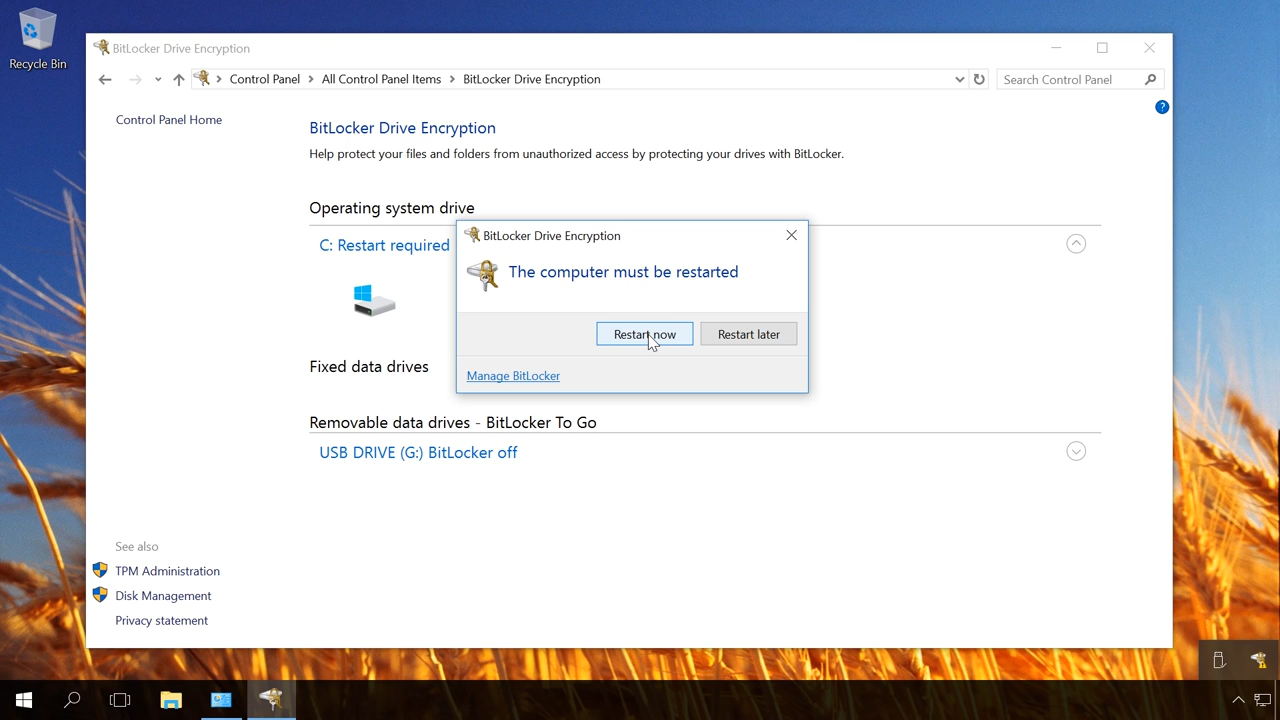 Recycle Bin
BitLocker Drive Encryption
Control Panel
All Control Panel Items
BitLocker Drive Encryption
Search Control Panel
?
Control Panel Home
BitLocker Drive Encryption
Help protect your files and folders from unauthorized access by protecting your drives with BitLocker.
Operating system drive
C: Restart required
BitLocker Drive Encryption
The computer must be restarted
Restart now
Restart later
Manage BitLocker
Fixed data drives
Removable data drives - BitLocker To Go
USB DRIVE (G:) BitLocker off
See also
TPM Administration
Disk Management
Privacy statement